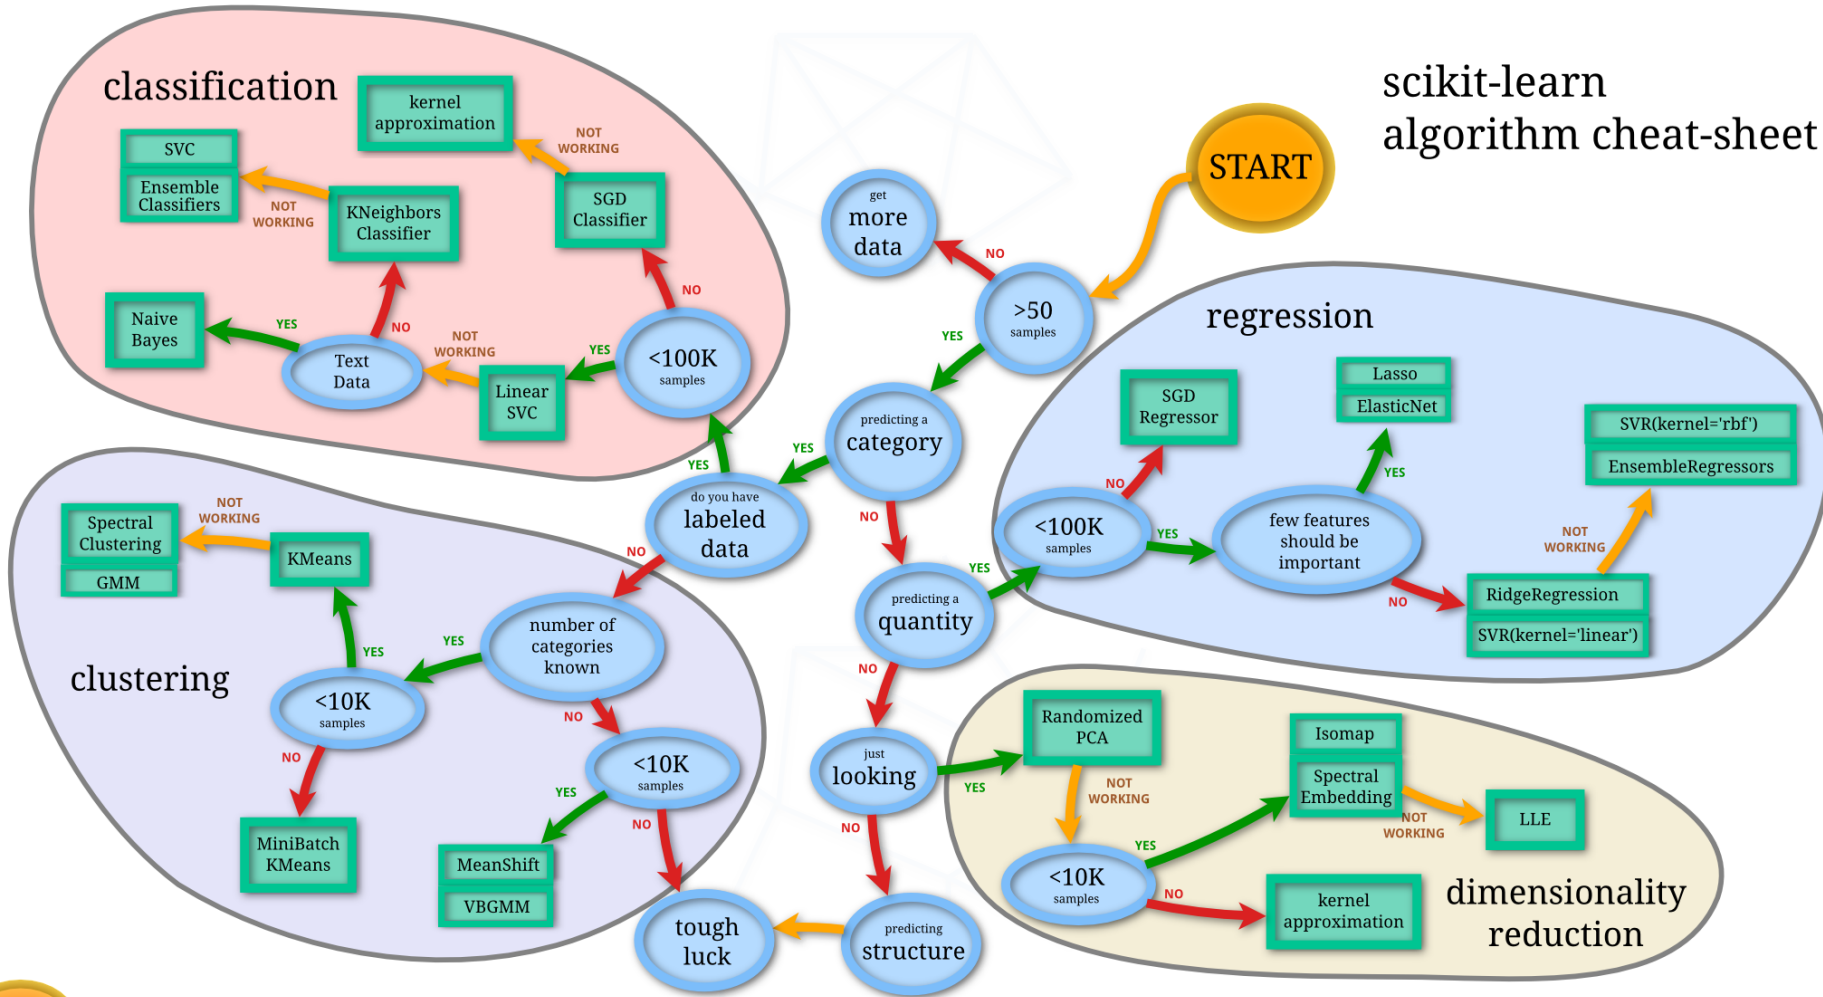 scikit-learn
algorithm cheat-sheet
START
get
more
data
NO
>50
samples
YES
predicting a
category
YES
NO
do you have
labeled
data
YES
NO
predicting a
quantity
YES
NO
just
looking
YES
NO
predicting
structure
tough
luck
classification
kernel
approximation
NOT
WORKING
SVC
Ensemble
Classifiers
NOT
WORKING
KNeighbors
Classifier
SGD
Classifier
NO
Naive
Bayes
YES
NO
Text
Data
NOT
WORKING
Linear
SVC
YES
<100K
samples
regression
SGD
Regressor
Lasso
ElasticNet
SVR(kernel='rbf')
EnsembleRegressors
NO
YES
<100K
samples
YES
few features
should be
important
NOT
WORKING
NO
RidgeRegression
SVR(kernel='linear')
clustering
Spectral
Clustering
GMM
NOT
WORKING
KMeans
YES
YES
number of
categories
known
<10K
samples
NO
NO
<10K
samples
YES
NO
MiniBatch
KMeans
MeanShift
VBGMM
dimensionality
reduction
Randomized
PCA
NOT
WORKING
Isomap
Spectral
Embedding
NOT
WORKING
LLE
YES
<10K
samples
NO
kernel
approximation